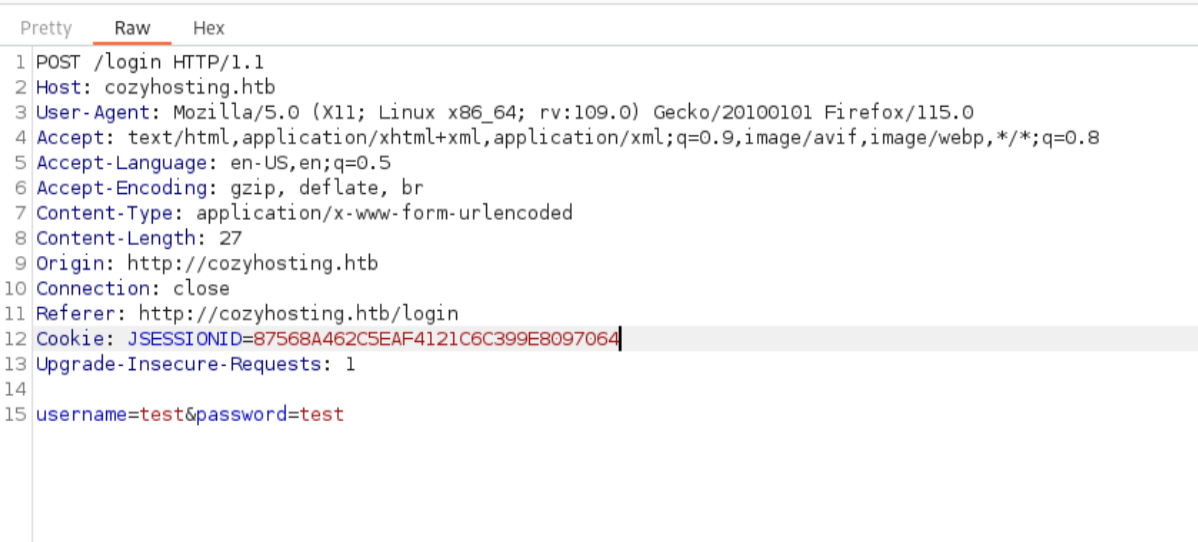 Pretty Raw Hex
1 POST /login HTTP/1.1
2 Host: cozyhosting.htb
3 User-Agent: Mozilla/5.0 (X11; Linux x86_64; rv:109.0) Gecko/20100101 Firefox/115.0
4 Accept: text/html,application/xhtml+xml,application/xml;q=0.9,image/avif,image/webp,*/*;q=0.8
5 Accept-Language: en-US,en;q=0.5
6 Accept-Encoding: gzip, deflate, br
7 Content-Type: application/x-www-form-urlencoded
8 Content-Length: 27
9 Origin: http://cozyhosting.htb
10 Connection: close
11 Referer: http://cozyhosting.htb/login
12 Cookie: JSESSIONID=87568A462C5EAF4121C6C399E8097064
13 Upgrade-Insecure-Requests: 1
14
15 username=test&password=test